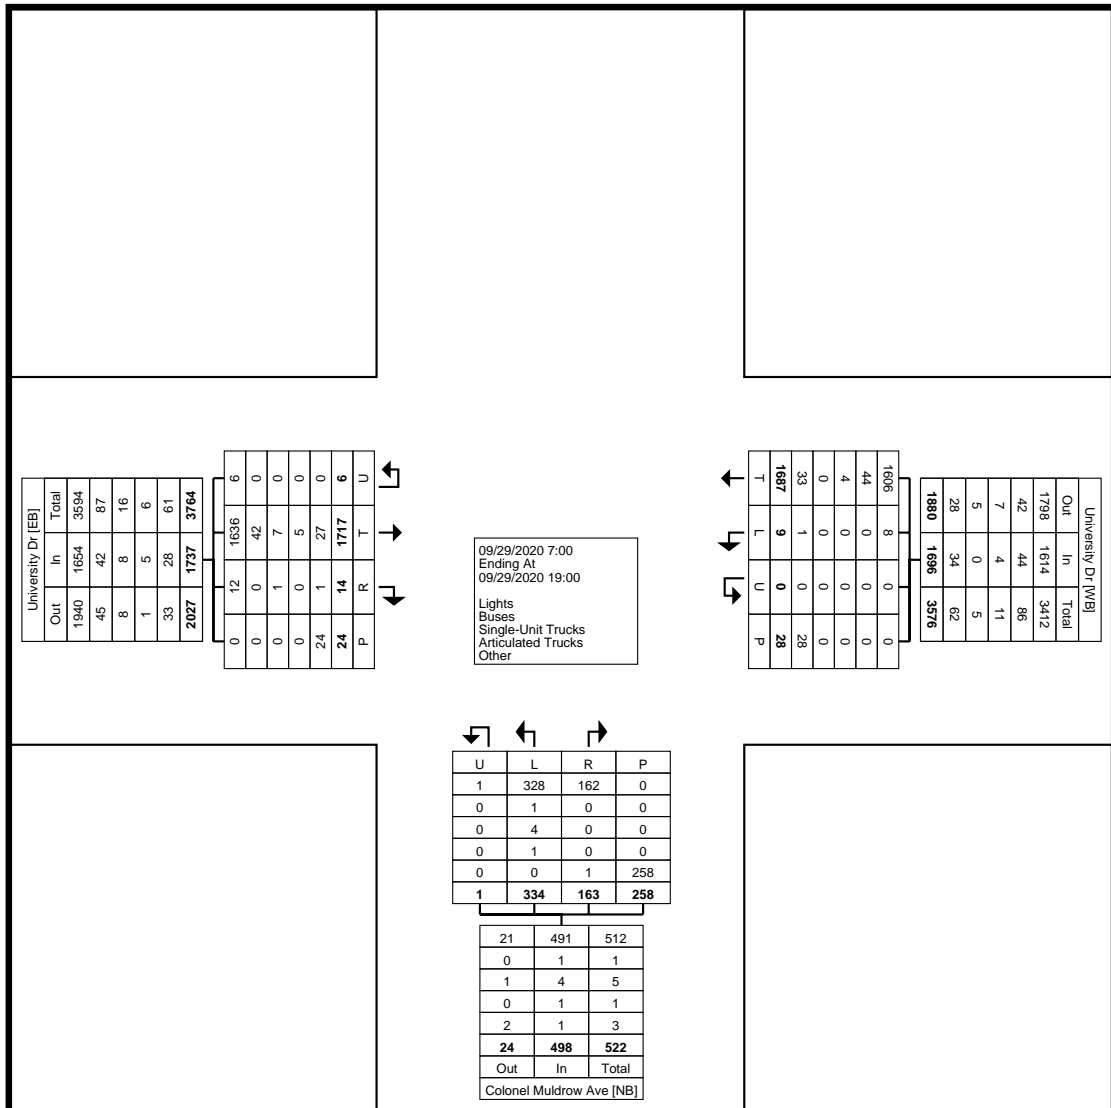 University Dr [EB]
Out In Total
1940 1654 3594
45 42 87
8 8 16
1 5 6
33 28 61
2027 1737 3764
U T R P
6 1717 14 24
0 27 1 24
0 5 0 0
0 7 1 0
0 42 0 0
6 1636 12 0
09/29/2020 7:00
Ending At
09/29/2020 19:00
Lights
Buses
Single-Unit Trucks
Articulated Trucks
Other
University Dr [WB]
Out In Total
1798 1614 3412
42 44 86
7 4 11
5 0 5
28 34 62
1880 1696 3576
1606 8 0 0
44 0 0 0
4 0 0 0
0 0 0 0
33 1 0 28
1687 9 0 28
T L U P
U L R P
1 328 162 0
0 1 0 0
0 4 0 0
0 1 0 0
0 0 1 258
1 334 163 258
21 491 512
0 1 1
1 4 5
0 1 1
2 1 3
24 498 522
Out In Total
Colonel Muldrow Ave [NB]